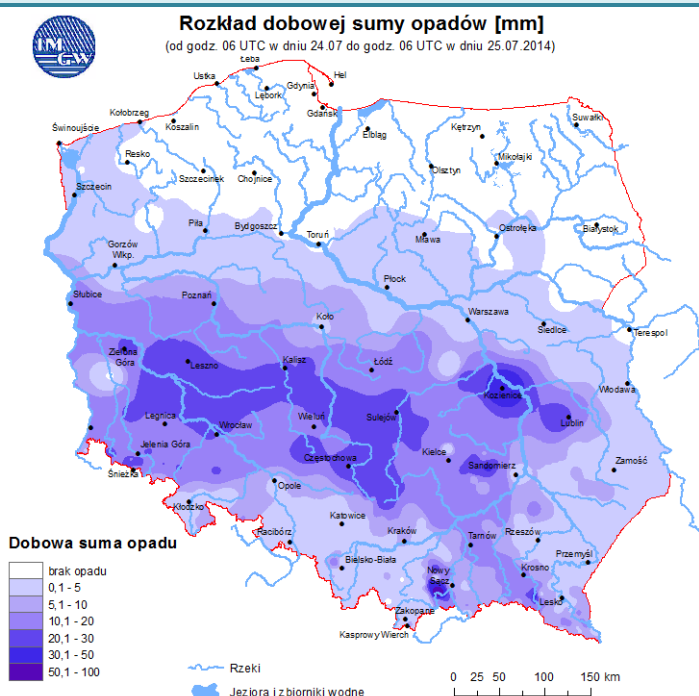 Rozkład dobowej sumy opadów [mm]
(od godz. 06 UTC w dniu 24.07 do godz. 06 UTC w dniu 25.07.2014)
IM
GW
Łeba
Hel
Ustka
Gdynia
Lębork
Gdańsk
Kołobrzeg
Koszalin
Świnoujście
Elbląg
Kętrzyn
Suwałki
Resko
Mikołajki
Olsztyn
Szczecinek
Chojnice
Szczecin
Piła
Bydgoszcz
Toruń
Mława
Ostrołęka
Białystok
Gorzów
Wlkp.
Płock
Słubice
Poznań
Koło
Warszawa
Siedlce
Terespol
Zielona
Góra
Leszno
Kalisz
Łódź
Kozienice
Włodawa
Legnica
Wrocław
Wieluń
Sulejów
Lublin
Jelenia Góra
Śnieżka
Częstochowa
Kielce
Sandomierz
Zamość
Opole
Kłodzko
Racibórz
Katowice
Kraków
Tarnów
Rzeszów
Przemyśl
Bielsko-Biała
Nowy
Sącz
Krosno
Lesko
Zakopane
Kasprowy Wierch
Dobowa suma opadu
brak opadu
0,1 - 5
5,1 - 10
10,1 - 20
20,1 - 30
30,1 - 50
50,1 - 100
Rzeki
Jeziora i zbiorniki wodne
0 25 50 100 150 km